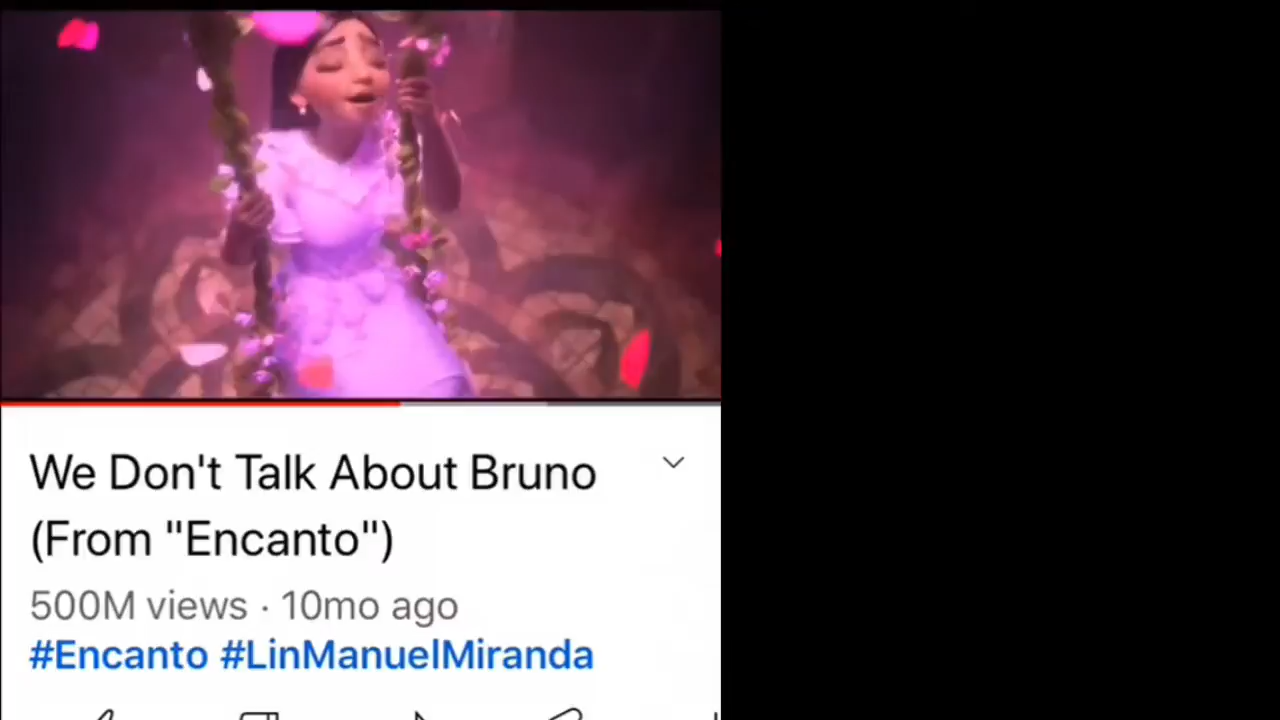 We Don't Talk About Bruno
(From "Encanto")
500M views · 10mo ago
#Encanto #LinManuelMiranda